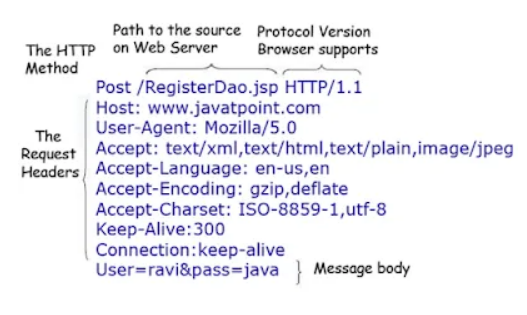 The HTTP Method
Path to the source on Web Server
Protocol Version Browser supports
Post /RegisterDao.jsp HTTP/1.1
The Request Headers
Host: www.javatpoint.com
User-Agent: Mozilla/5.0
Accept: text/xml,text/html,text/plain,image/jpeg
Accept-Language: en-us,en
Accept-Encoding: gzip,deflate
Accept-Charset: ISO-8859-1,utf-8
Keep-Alive:300
Connection:keep-alive
User=ravi&pass=java
Message body